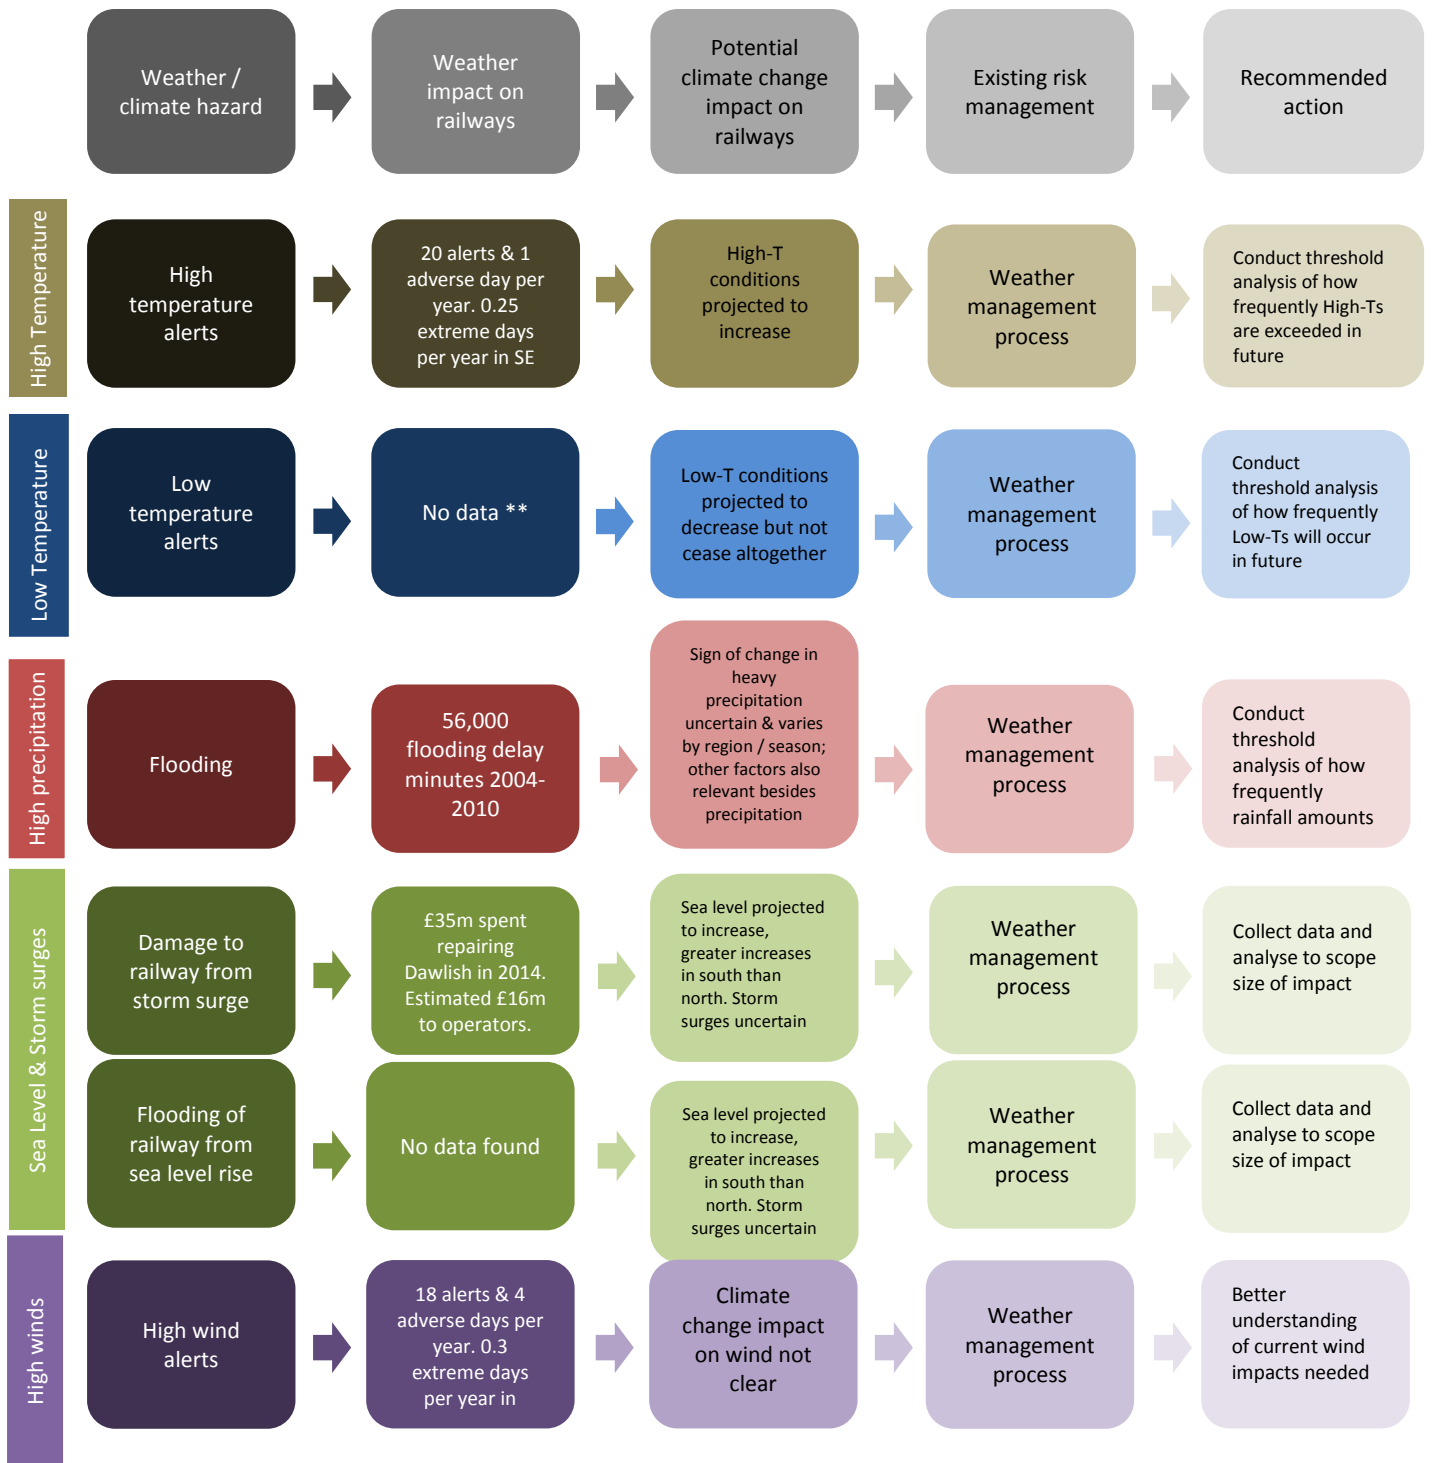 Weather /
climate hazard
Weather
impact on
railways
Potential
climate change
impact on
railways
Existing risk
management
Recommended
action
High Temperature
High
temperature
alerts
20 alerts & 1
adverse day per
year. 0.25
extreme days
per year in SE
High-T
conditions
projected to
increase
Weather
management
process
Conduct threshold
analysis of how
frequently High-Ts
are exceeded in
future
Low Temperature
Low
temperature
alerts
No data **
Low-T conditions
projected to
decrease but not
cease altogether
Weather
management
process
Conduct
threshold analysis
of how frequently
Low-Ts will occur
in future
High precipitation
Flooding
56,000
flooding delay
minutes 2004-
2010
Sign of change in
heavy
precipitation
uncertain & varies
by region / season;
other factors also
relevant besides
precipitation
Weather
management
process
Conduct
threshold
analysis of how
frequently
rainfall amounts
Sea Level & Storm surges
Damage to
railway from
storm surge
£35m spent
repairing
Dawlish in 2014.
Estimated £16m
to operators.
Sea level projected
to increase,
greater increases
in south than
north. Storm
surges uncertain
Weather
management
process
Collect data and
analyse to scope
size of impact
Flooding of
railway from
sea level rise
No data found
Sea level projected
to increase,
greater increases
in south than
north. Storm
surges uncertain
Weather
management
process
Collect data and
analyse to scope
size of impact
High winds
High wind
alerts
18 alerts & 4
adverse days per
year. 0.3
extreme days
per year in
Climate
change impact
on wind not
clear
Weather
management
process
Better
understanding
of current wind
impacts needed